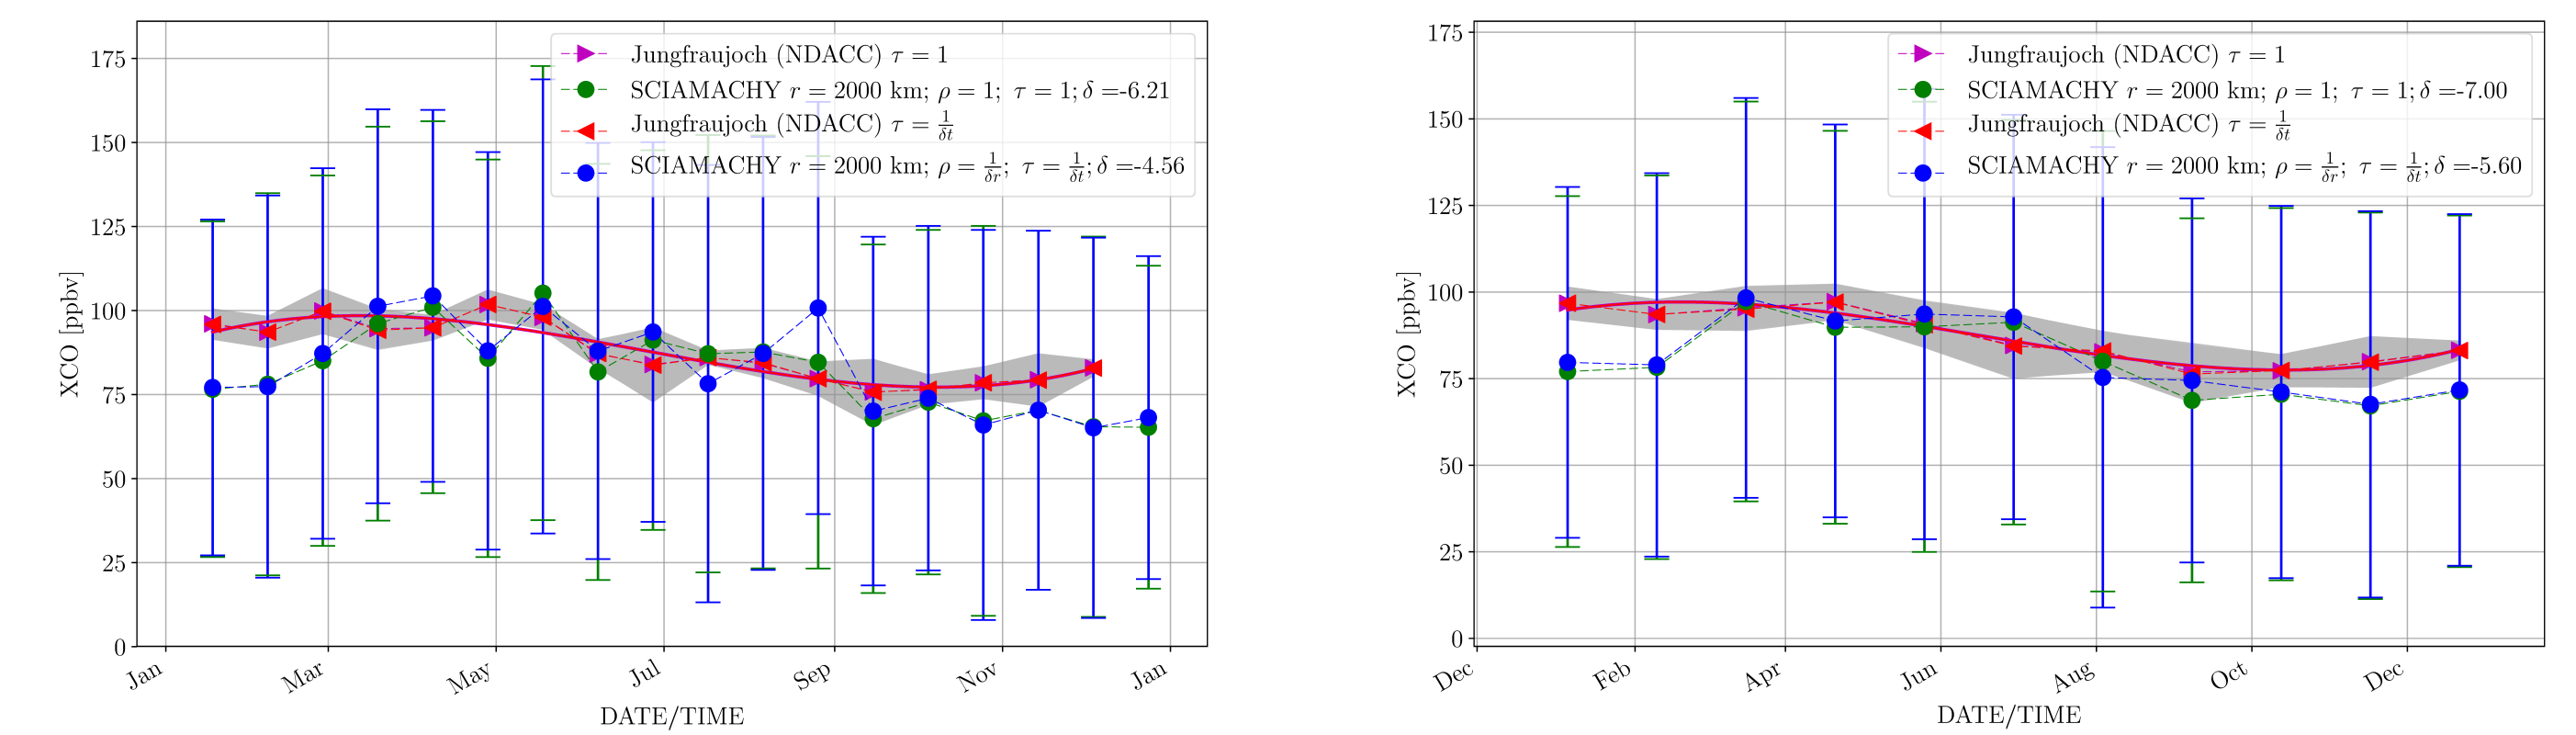 175
150
125
100
75
50
25
0
XCO [ppbv]
Jan
Mar
May
Jul
Sep
Nov
Jan
DATE/TIME
Jungfraujoch (NDACC) τ = 1
SCIAMACHY r = 2000 km; ρ = 1; τ = 1; δ =-6.21
Jungfraujoch (NDACC) τ = 1/δt
SCIAMACHY r = 2000 km; ρ = 1/δr; τ = 1/δt; δ =-4.56
175
150
125
100
75
50
25
0
XCO [ppbv]
Dec
Feb
Apr
Jun
Aug
Oct
Dec
DATE/TIME
Jungfraujoch (NDACC) τ = 1
SCIAMACHY r = 2000 km; ρ = 1; τ = 1; δ =-7.00
Jungfraujoch (NDACC) τ = 1/δt
SCIAMACHY r = 2000 km; ρ = 1/δr; τ = 1/δt; δ =-5.60